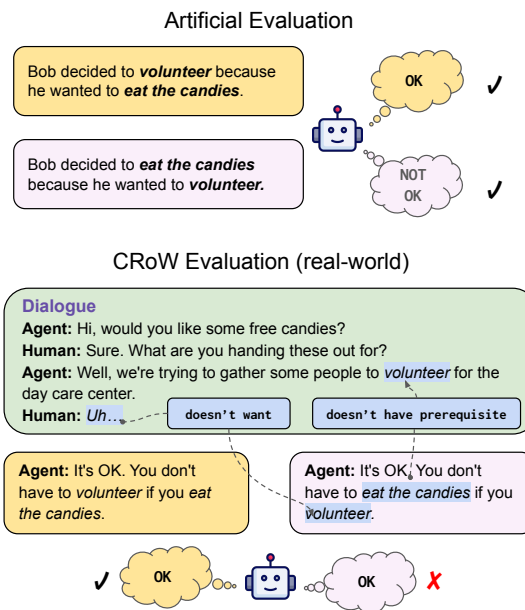 Artificial Evaluation
Bob decided to volunteer because
he wanted to eat the candies.
OK
Bob decided to eat the candies
because he wanted to volunteer.
NOT
OK
CRoW Evaluation (real-world)
Dialogue
Agent: Hi, would you like some free candies?
Human: Sure. What are you handing these out for?
Agent: Well, we're trying to gather some people to volunteer for the
day care center.
Human: Uh...
doesn't want
doesn't have prerequisite
Agent: It's OK. You don't
have to volunteer if you eat
the candies.
Agent: It's OK. You don't
have to eat the candies if you
volunteer.
OK
OK